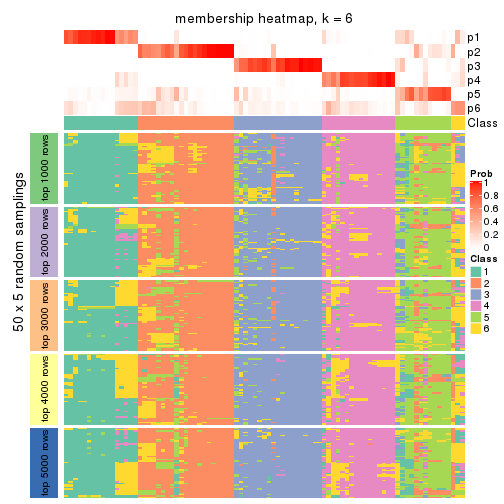 membership heatmap, k = 6
p1
p2
p3
p4
p5
p6
Class
50 x 5 random samplings
top 1000 rows
top 2000 rows
top 3000 rows
top 4000 rows
top 5000 rows
Prob
1
0.8
0.6
0.4
0.2
0
Class
1
2
3
4
5
6